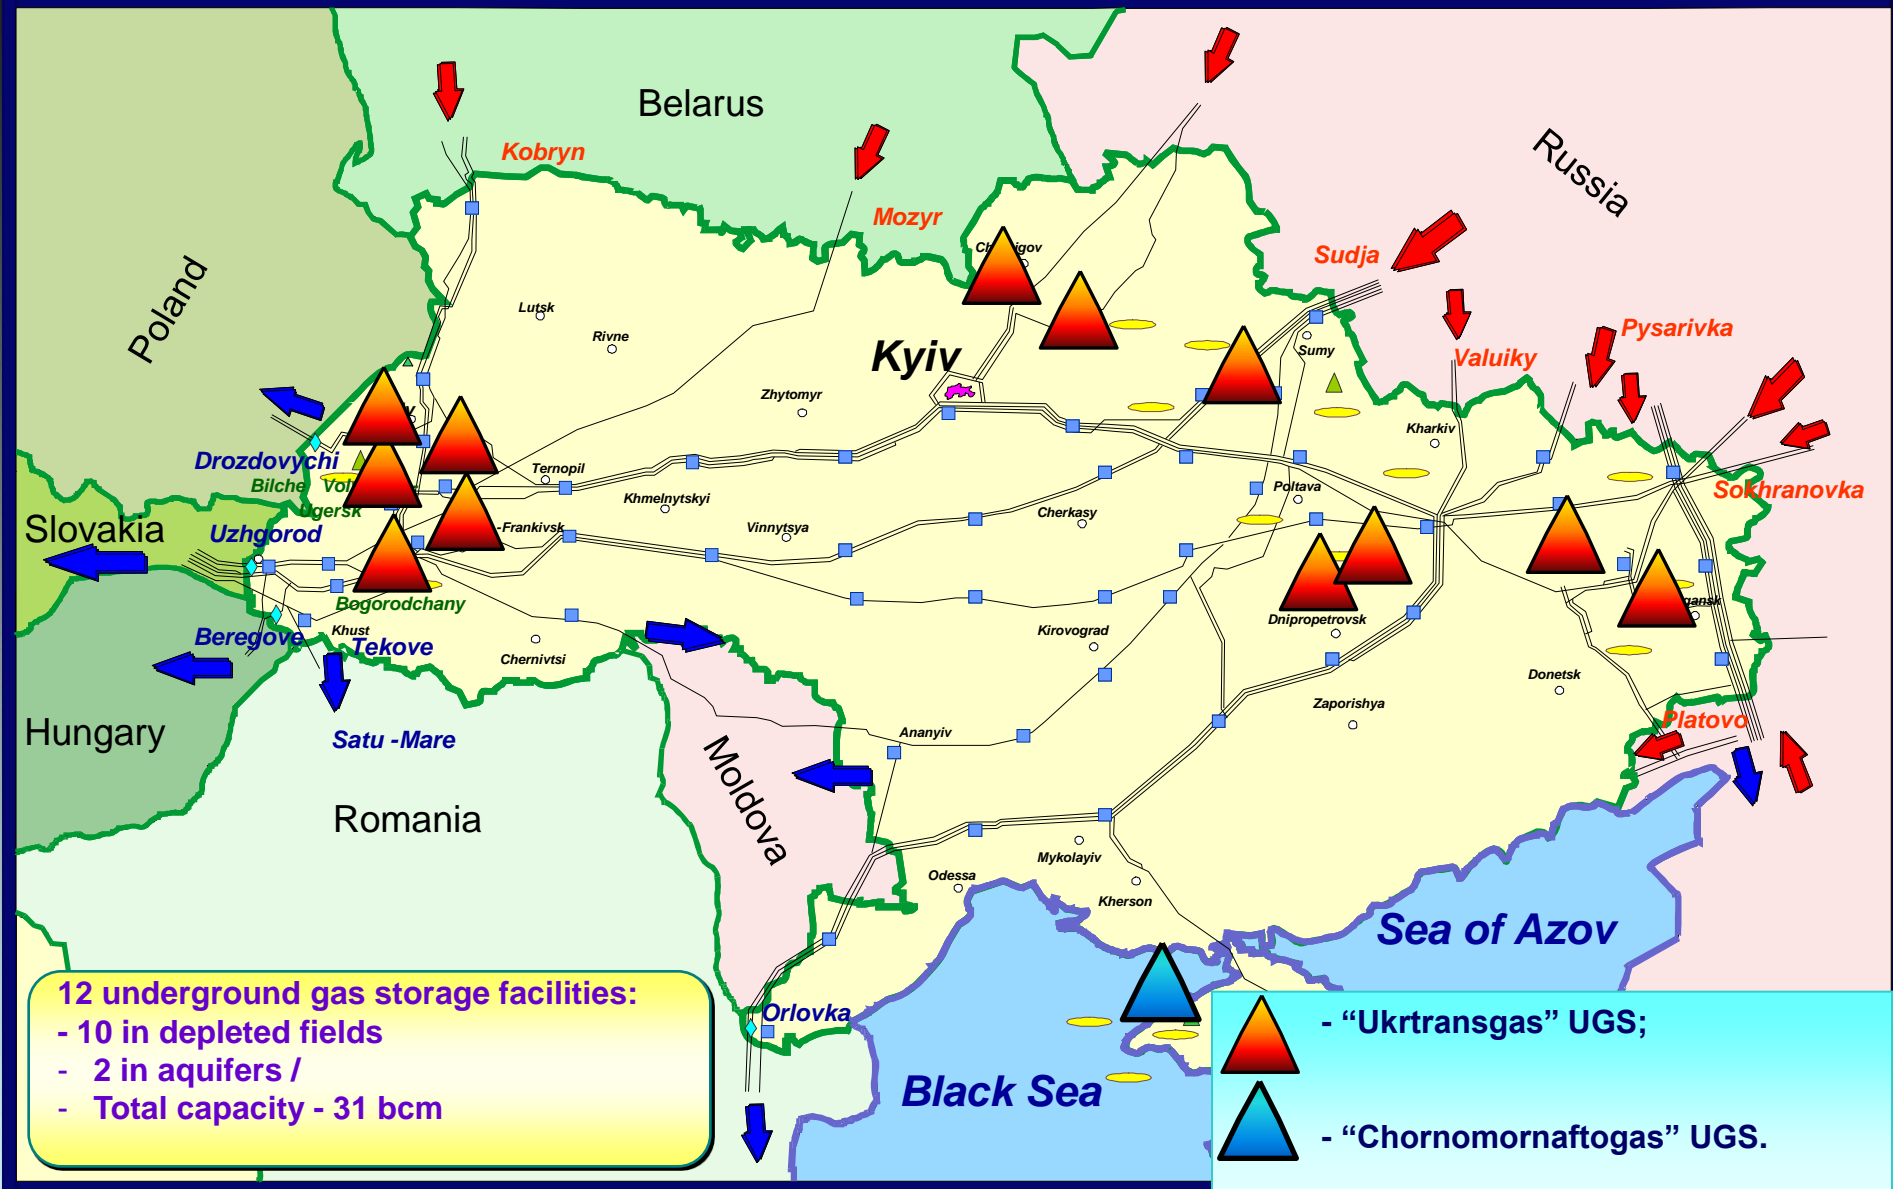 Belarus
Russia
Poland
Kobryn
Mozyr
Sudja
Valuiky
Pysarivka
Sokhranovka
Platovo
Lutsk
Rivne
Kyiv
Zhytomyr
Sumy
Kharkiv
Drozdovychi
Bilche
Ugersk
Ternopil
Khmelnytskyi
Vinnytsya
Cherkasy
Poltava
Slovakia
Uzhgorod
-Frankivsk
Bogorodchany
Beregove
Khust
Tekove
Chernivtsi
Kirovograd
Dnipropetrovsk
Donetsk
Zaporishya
Hungary
Satu -Mare
Romania
Moldova
Ananyiv
Mykolayiv
Odessa
Kherson
Sea of Azov
Black Sea
Orlovka
12 underground gas storage facilities:
- 10 in depleted fields
- 2 in aquifers /
- Total capacity - 31 bcm
- “Ukrtransgas” UGS;
- “Chornomornaftogas” UGS.